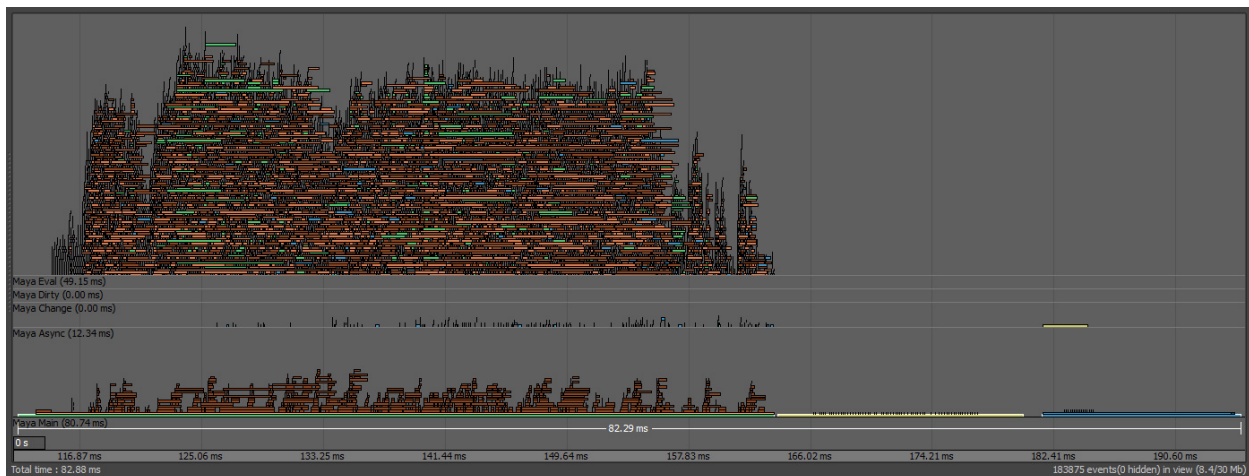 Maya Eval (49.15 ms)
Maya Dirty (0.00 ms)
Maya Change (0.00 ms)
Maya Async (12.34 ms)
Maya Main (80.74 ms)
82.29 ms
0 s
116.87 ms 125.06 ms 133.25 ms 141.44 ms 149.64 ms 157.83 ms 166.02 ms 174.21 ms 182.41 ms 190.60 ms
Total time : 82.88 ms 183875 events(0 hidden) in view (8.4/30 Mb)